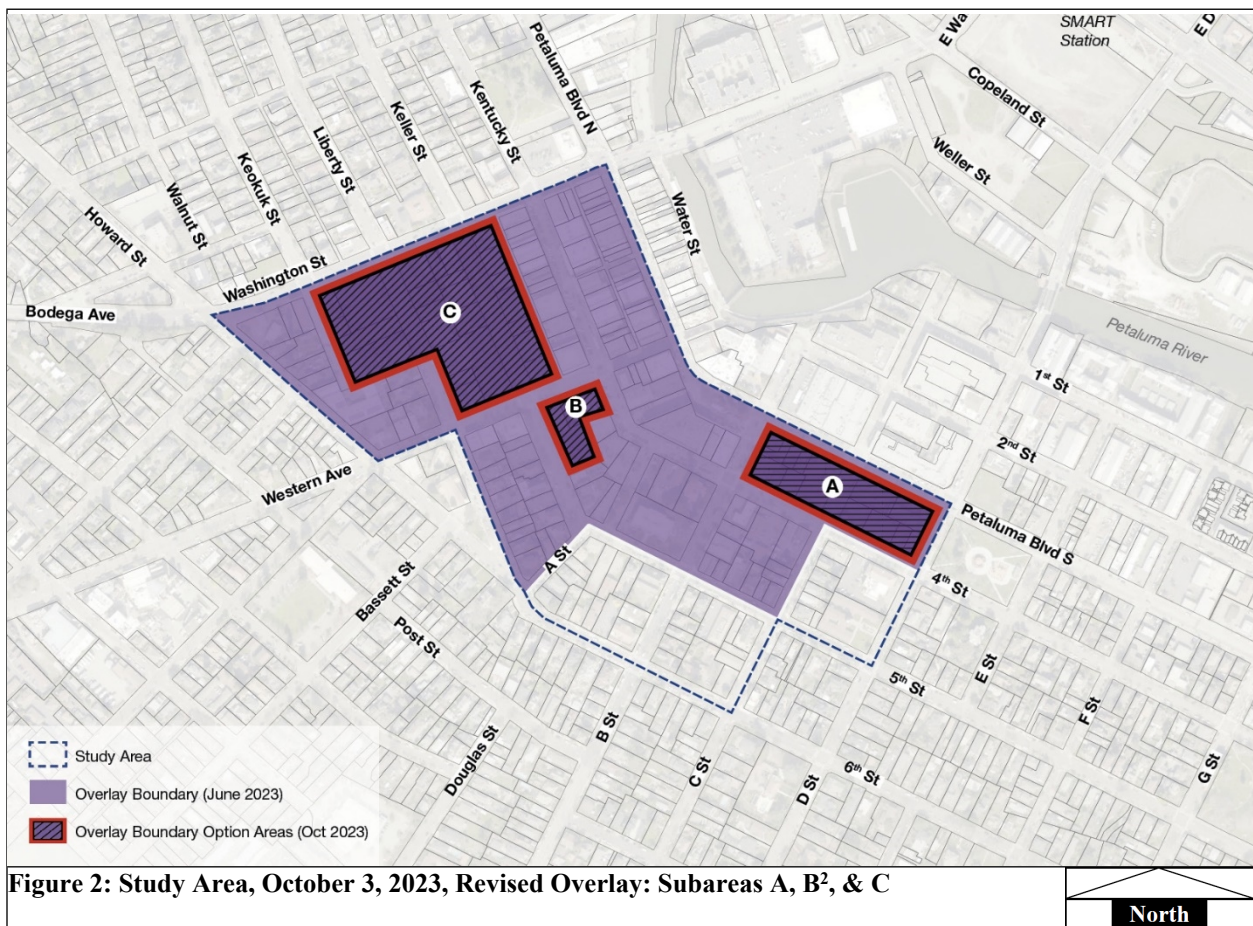 SMART
Station
E Wa
E D
Petaluma Blvd N
Copeland St
Kentucky St
Keller St
Liberty St
Weller St
Keokuk St
Walnut St
Howard St
Water St
Washington St
Bodega Ave
C
Petaluma River
1st St
B
2nd St
Western Ave
A
Petaluma Blvd S
A St
4th St
Bassett St
Post St
E St
5th St
F St
Douglas St
B St
C St
D St
6th St
G St
Study Area
Overlay Boundary (June 2023)
Overlay Boundary Option Areas (Oct 2023)
Figure 2: Study Area, October 3, 2023, Revised Overlay: Subareas A, B², & C
North